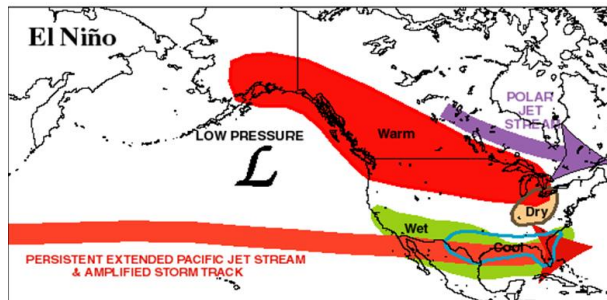 El Niño
POLAR
JET
STREAM
LOW PRESSURE
Warm
L
Dry
Wet
Cool
PERSISTENT EXTENDED PACIFIC JET STREAM
& AMPLIFIED STORM TRACK